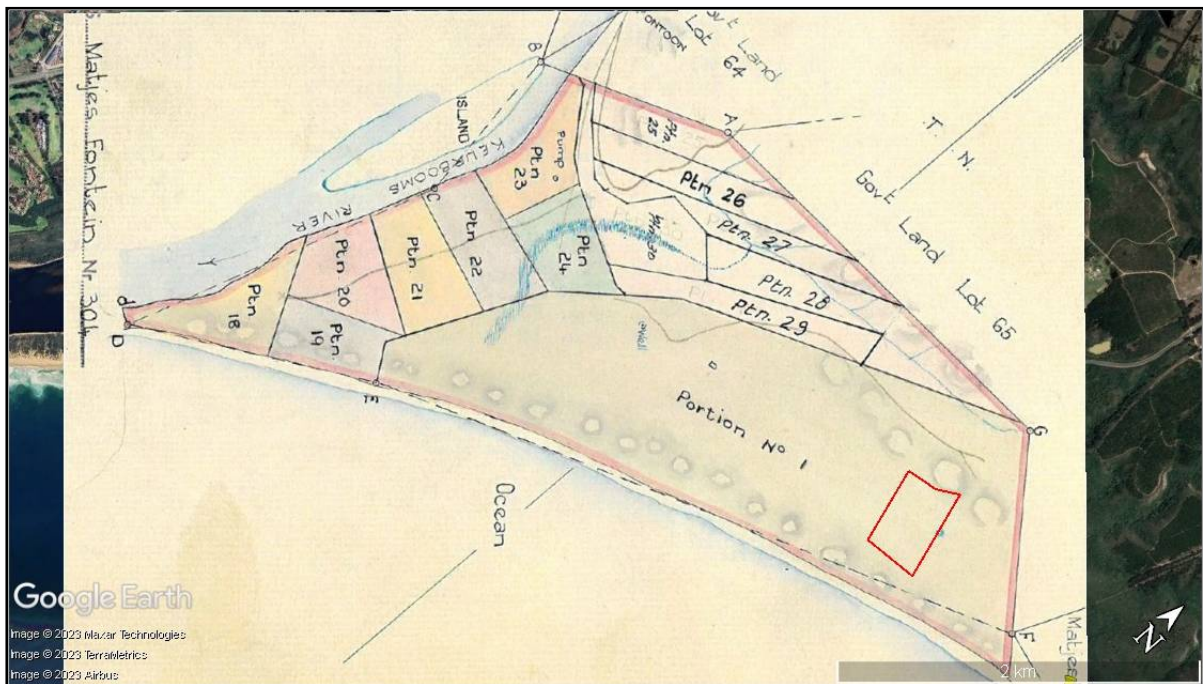 S....... Matjes Fontein Nr. 304
PONTOON
Govt Land
Lot 64
B
A
T. N.
Govt Land Lot 65
ISLAND
KEURBOOMS
RIVER
Y
C
Pump
Ptn 23
Ptn. 25
Ptn 26
Ptn. 27
Ptn. 28
Ptn. 29
Ptn 24
Ptn 22
Ptn 21
Ptn. 20
Ptn. 19
Ptn 18
d
D
E
Well
Portion No 1
G
F
Ocean
Matjes
Google Earth
Image © 2023 Maxar Technologies
Image © 2023 TerraMetrics
Image © 2023 Airbus
2 km
N